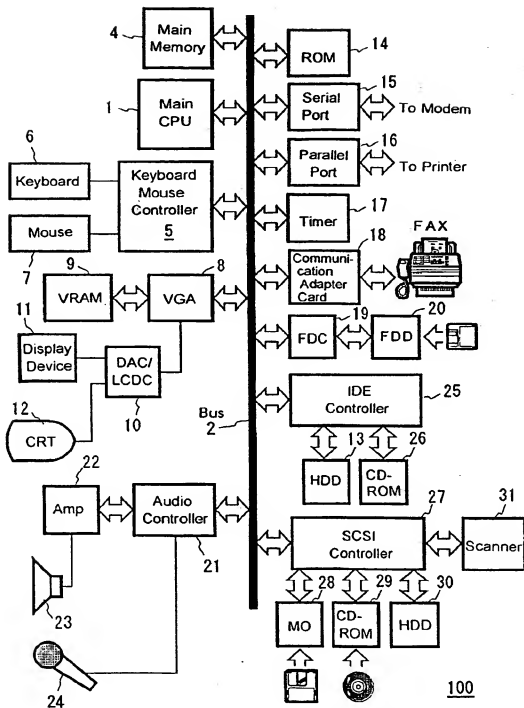 4
Main
Memory
14
ROM
1
Main
CPU
15
Serial
Port
To Modem
6
Keyboard
Keyboard
Mouse
Controller
5
16
Parallel
Port
To Printer
Mouse
7
Timer
17
9
VRAM
8
VGA
18
Communi-
cation
Adapter
Card
FAX
11
Display
Device
DAC/
LCDC
10
19
FDC
20
FDD
12
CRT
Bus
2
IDE
Controller
25
13
HDD
26
CD-
ROM
22
Amp
Audio
Controller
21
27
SCSI
Controller
31
Scanner
23
28
MO
29
CD-
ROM
30
HDD
24
100